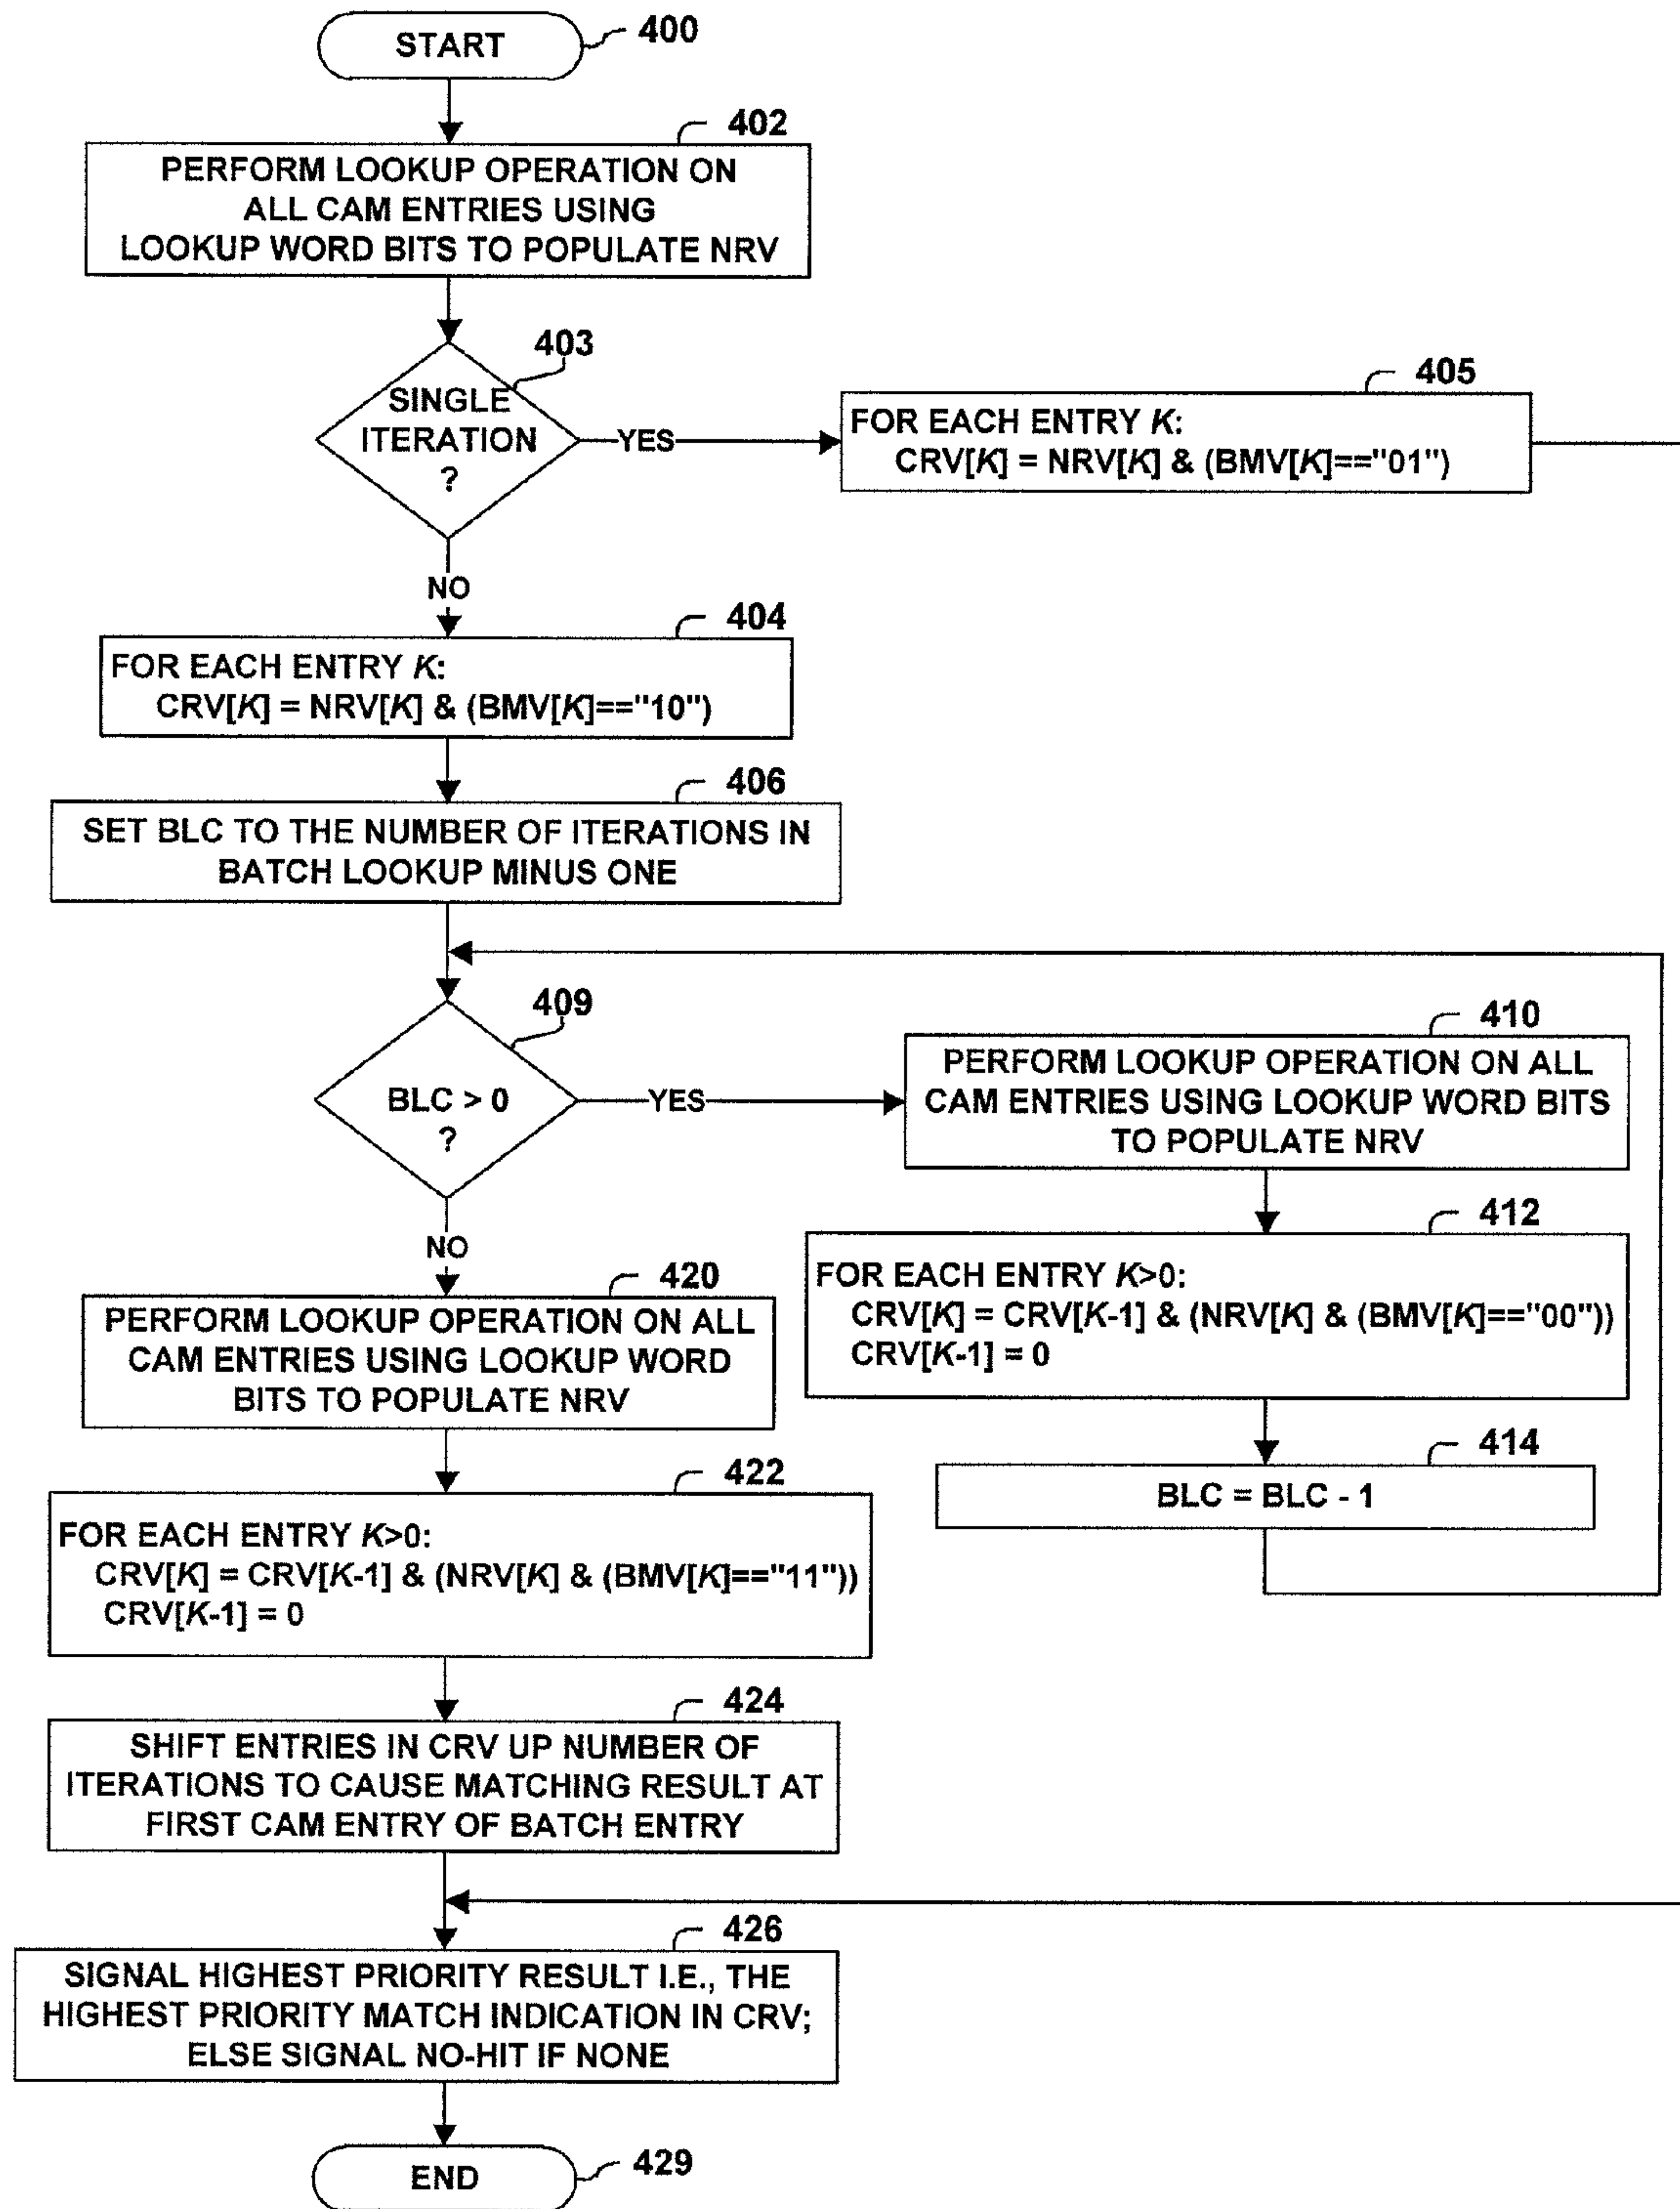 START
400
402
PERFORM LOOKUP OPERATION ON
ALL CAM ENTRIES USING
LOOKUP WORD BITS TO POPULATE NRV
403
SINGLE
ITERATION
?
YES
405
FOR EACH ENTRY K:
CRV[K] = NRV[K] & (BMV[K]=="01")
NO
404
FOR EACH ENTRY K:
CRV[K] = NRV[K] & (BMV[K]=="10")
406
SET BLC TO THE NUMBER OF ITERATIONS IN
BATCH LOOKUP MINUS ONE
409
BLC > 0
?
YES
410
PERFORM LOOKUP OPERATION ON ALL
CAM ENTRIES USING LOOKUP WORD BITS
TO POPULATE NRV
412
FOR EACH ENTRY K>0:
CRV[K] = CRV[K-1] & (NRV[K] & (BMV[K]=="00"))
CRV[K-1] = 0
414
BLC = BLC - 1
NO
420
PERFORM LOOKUP OPERATION ON ALL
CAM ENTRIES USING LOOKUP WORD
BITS TO POPULATE NRV
422
FOR EACH ENTRY K>0:
CRV[K] = CRV[K-1] & (NRV[K] & (BMV[K]=="11"))
CRV[K-1] = 0
424
SHIFT ENTRIES IN CRV UP NUMBER OF
ITERATIONS TO CAUSE MATCHING RESULT AT
FIRST CAM ENTRY OF BATCH ENTRY
426
SIGNAL HIGHEST PRIORITY RESULT I.E., THE
HIGHEST PRIORITY MATCH INDICATION IN CRV;
ELSE SIGNAL NO-HIT IF NONE
END
429